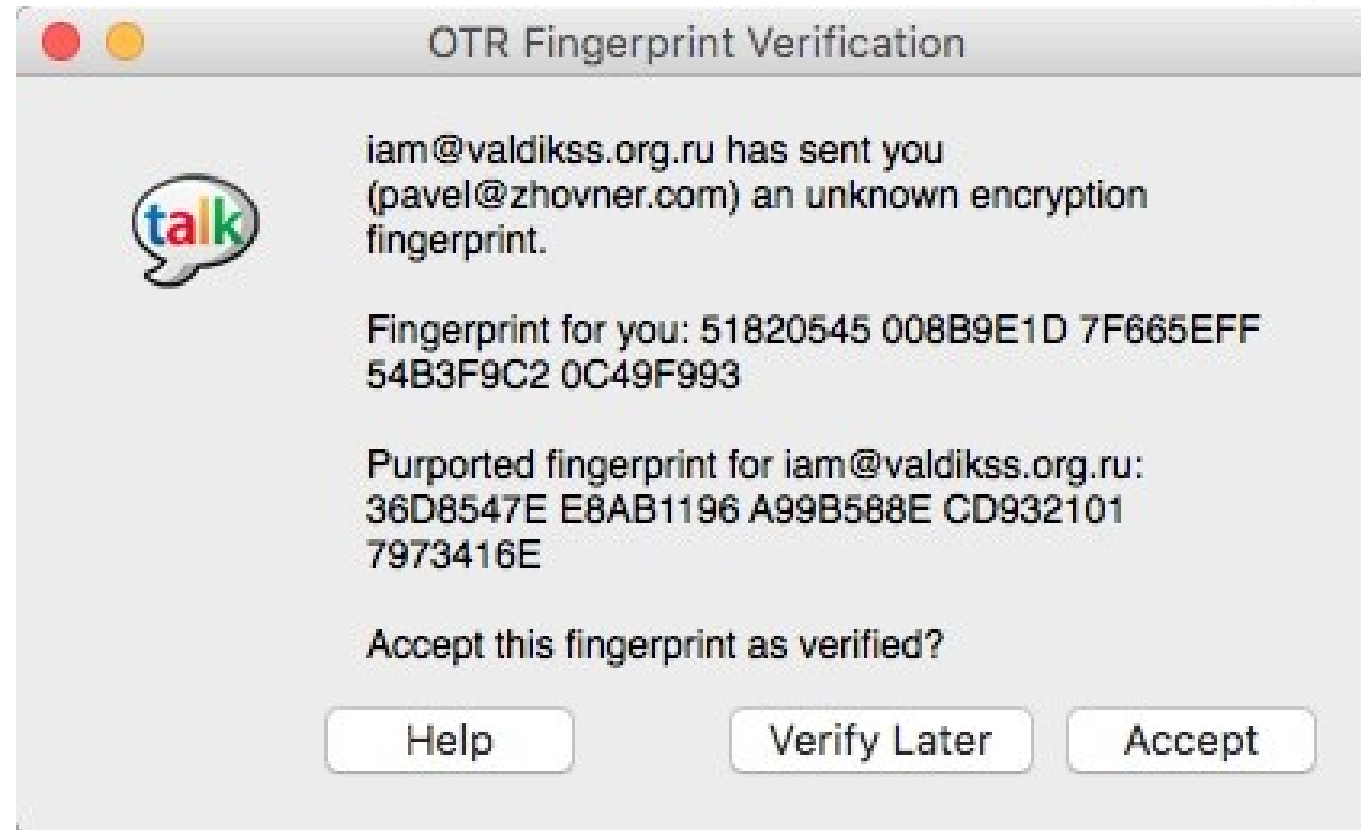 OTR Fingerprint Verification
talk
iam@valdikss.org.ru has sent you
(pavel@zhovner.com) an unknown encryption
fingerprint.
Fingerprint for you: 51820545 008B9E1D 7F665EFF
54B3F9C2 0C49F993
Purported fingerprint for iam@valdikss.org.ru:
36D8547E E8AB1196 A99B588E CD932101
7973416E
Accept this fingerprint as verified?
Help Verify Later Accept